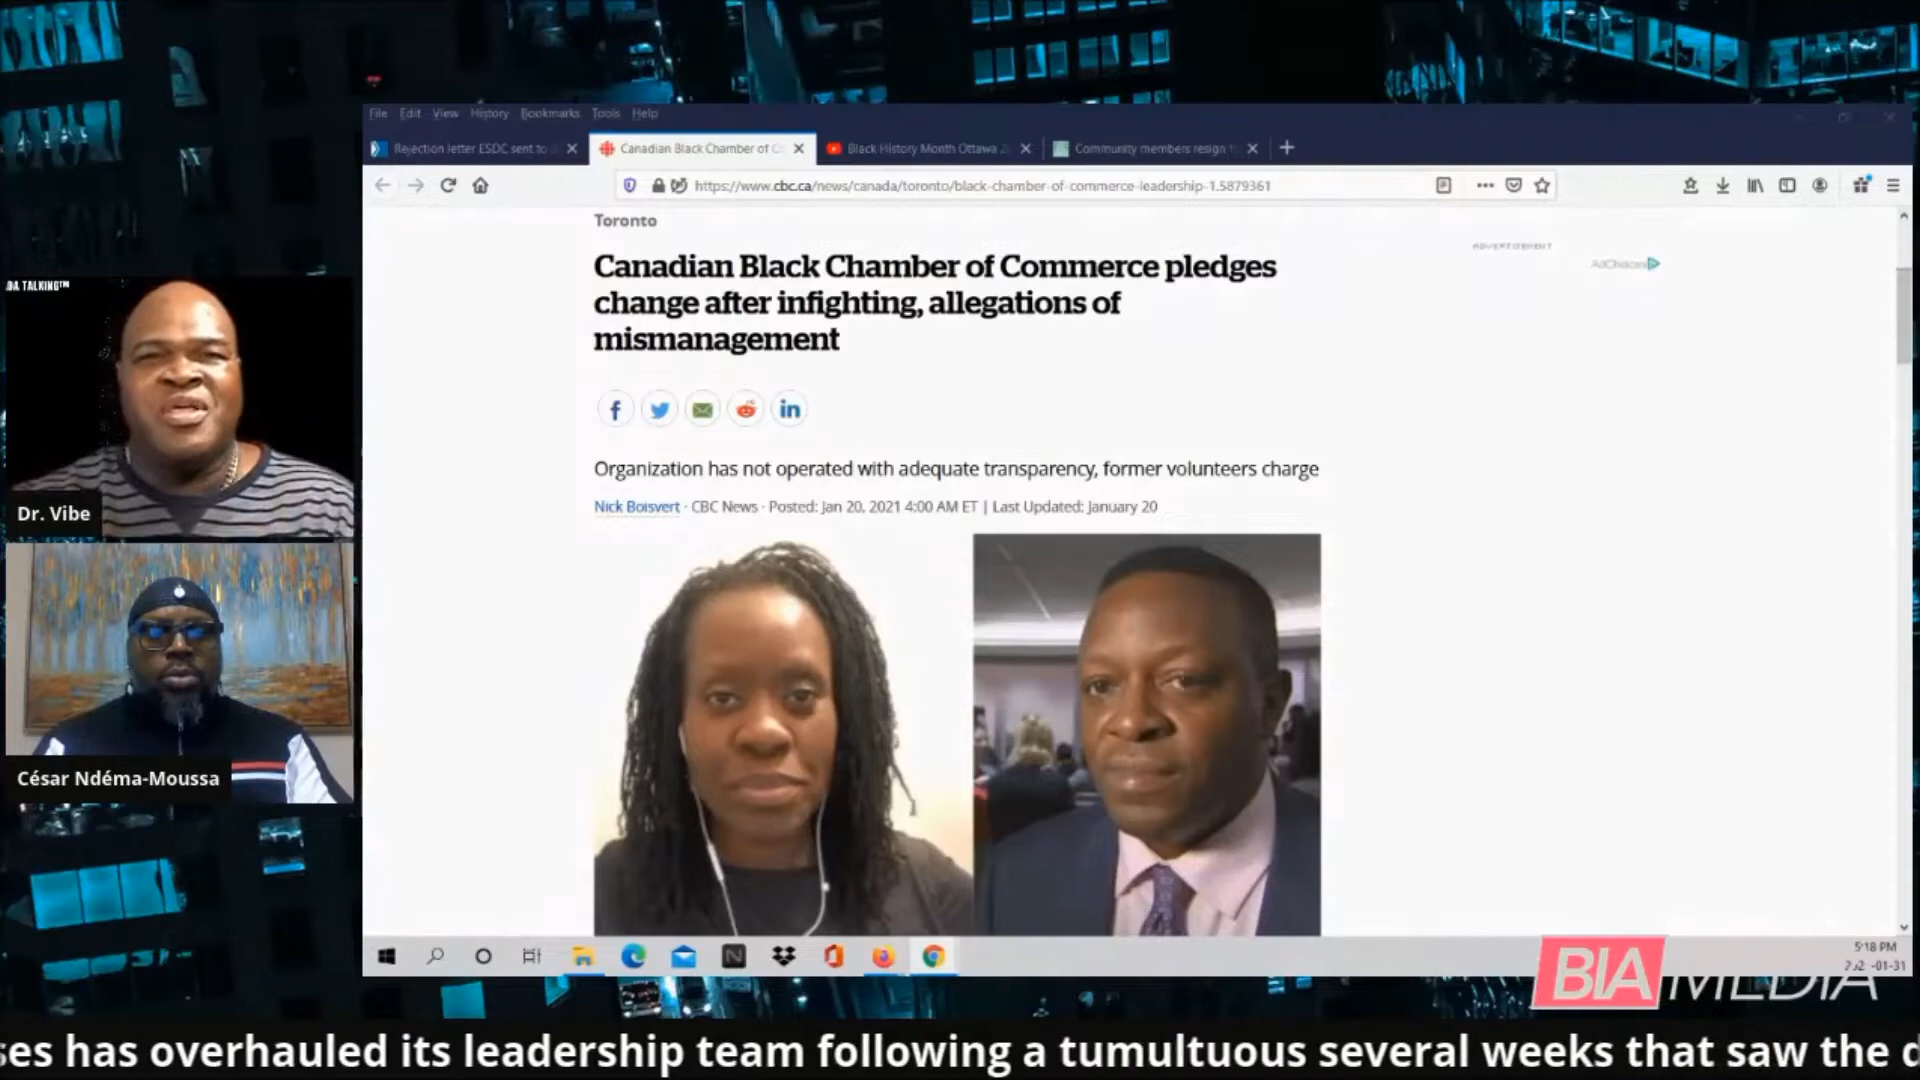 File Edit View History Bookmarks Tools Help
Rejection letter ESDC sent to
Canadian Black Chamber of C
Black History Month Ottawa
Community members resign
https://www.cbc.ca/news/canada/toronto/black-chamber-of-commerce-leadership-1.5879361
Toronto
ADVERTISEMENT
AdChoices
Canadian Black Chamber of Commerce pledges
change after infighting, allegations of
mismanagement
Organization has not operated with adequate transparency, former volunteers charge
Nick Boisvert · CBC News · Posted: Jan 20, 2021 4:00 AM ET | Last Updated: January 20
DA TALKING™
Dr. Vibe
César Ndéma-Moussa
5:18 PM
BIA MEDIA
ses has overhauled its leadership team following a tumultuous several weeks that saw the d